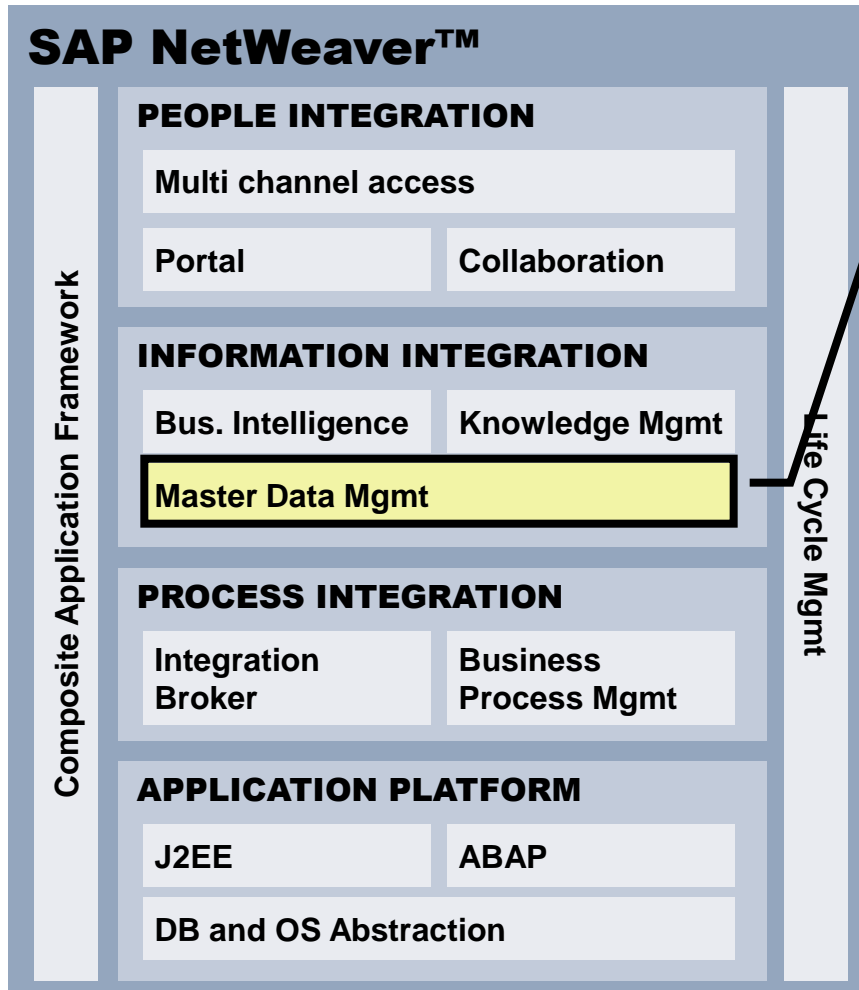 SAP NetWeaver™
Composite Application Framework
PEOPLE INTEGRATION
Multi channel access
Portal
Collaboration
INFORMATION INTEGRATION
Bus. Intelligence
Knowledge Mgmt
Master Data Mgmt
PROCESS INTEGRATION
Integration
Broker
Business
Process Mgmt
APPLICATION PLATFORM
J2EE
ABAP
DB and OS Abstraction
Life Cycle Mgmt